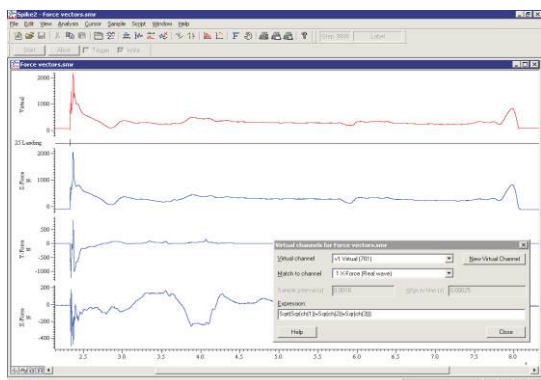 Spike2 - Force vectors.smr
File Edit View Analysis Cursor Sample Script Window Help
Start Abort Trigger Write
Label
Force vectors.smr
2000
1000
0
Virtual
25 Landing
2000
1000
0
Z-Force
500
0
-500
-1000
Y-Force
200
0
-200
-400
Virtual channels for Force vectors.smr
Virtual channel v1 Virtual (701) New Virtual Channel
Match to channel 1 X-Force (Real wave)
Sample interval (s) 0.0010 Align to time (s) 0.00025
Expression:
Sqrt(Sqr(ch(1))+Sqr(ch(2))+Sqr(ch(3)))
Help Close
2.5 3.0 3.5 4.0 4.5 5.0 5.5 6.0 6.5 7.0 7.5 8.0